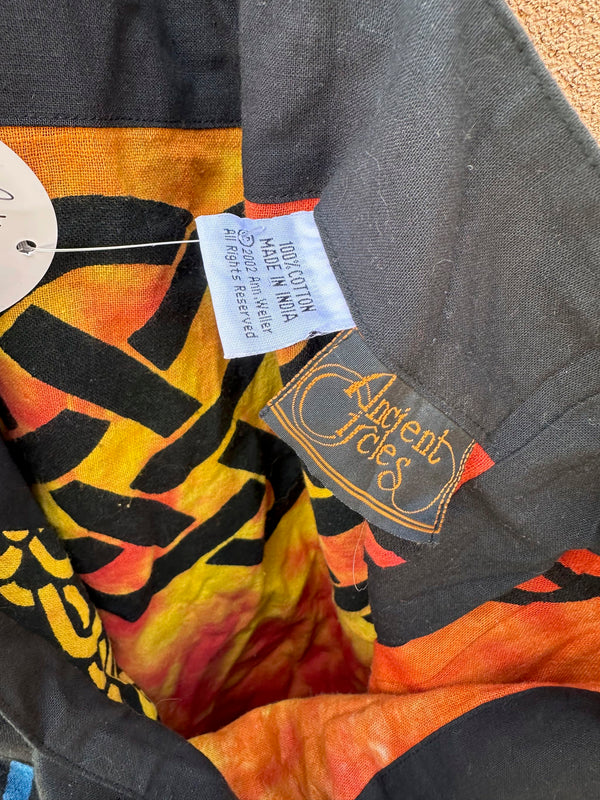 100% COTTON
MADE IN INDIA
©2002 Ann. Weller
All Rights Reserved
Ancient
Circles